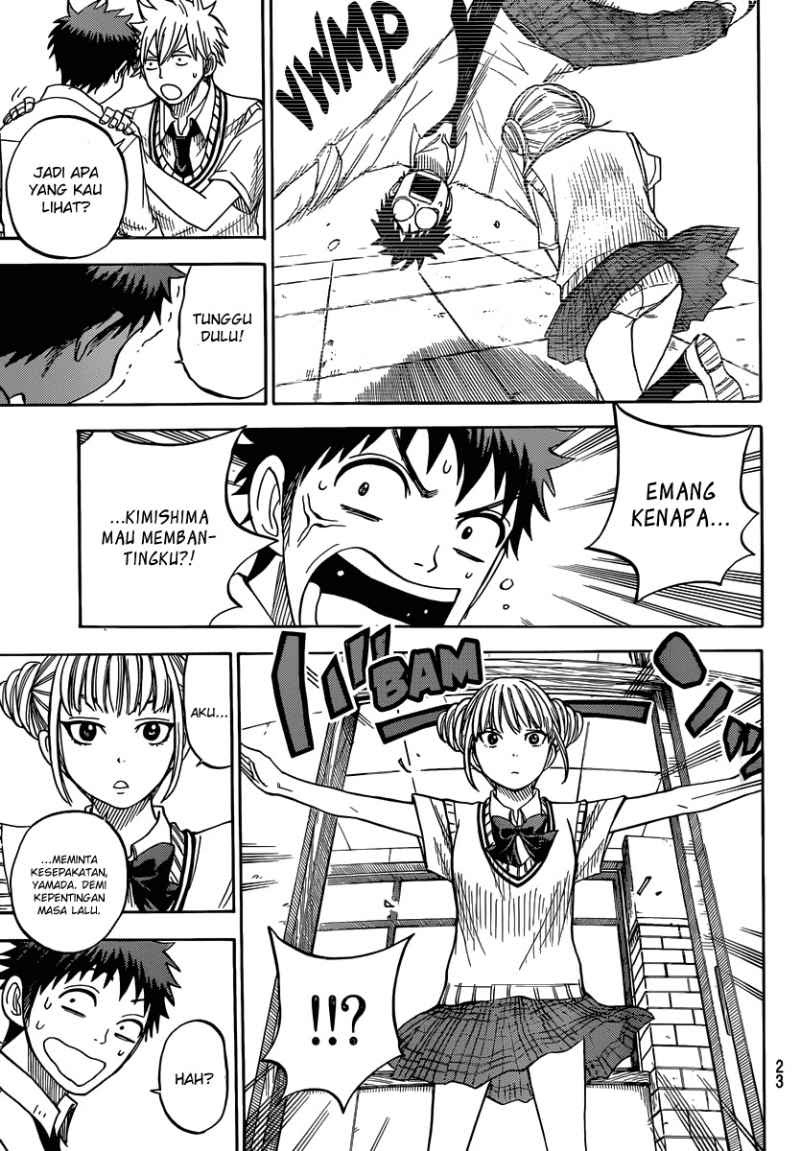 VWMP
JADI APA
YANG KAU
LIHAT?
TUNGGU
DULU!
EMANG
KENAPA...
...KIMISHIMA
MAU MEMBAN-
TINGKU?!
BAM
!!?
AKU...
...MEMINTA
KESEPAKATAN,
YAMADA. DEMI
KEPENTINGAN
MASA LALU.
HAH?
23